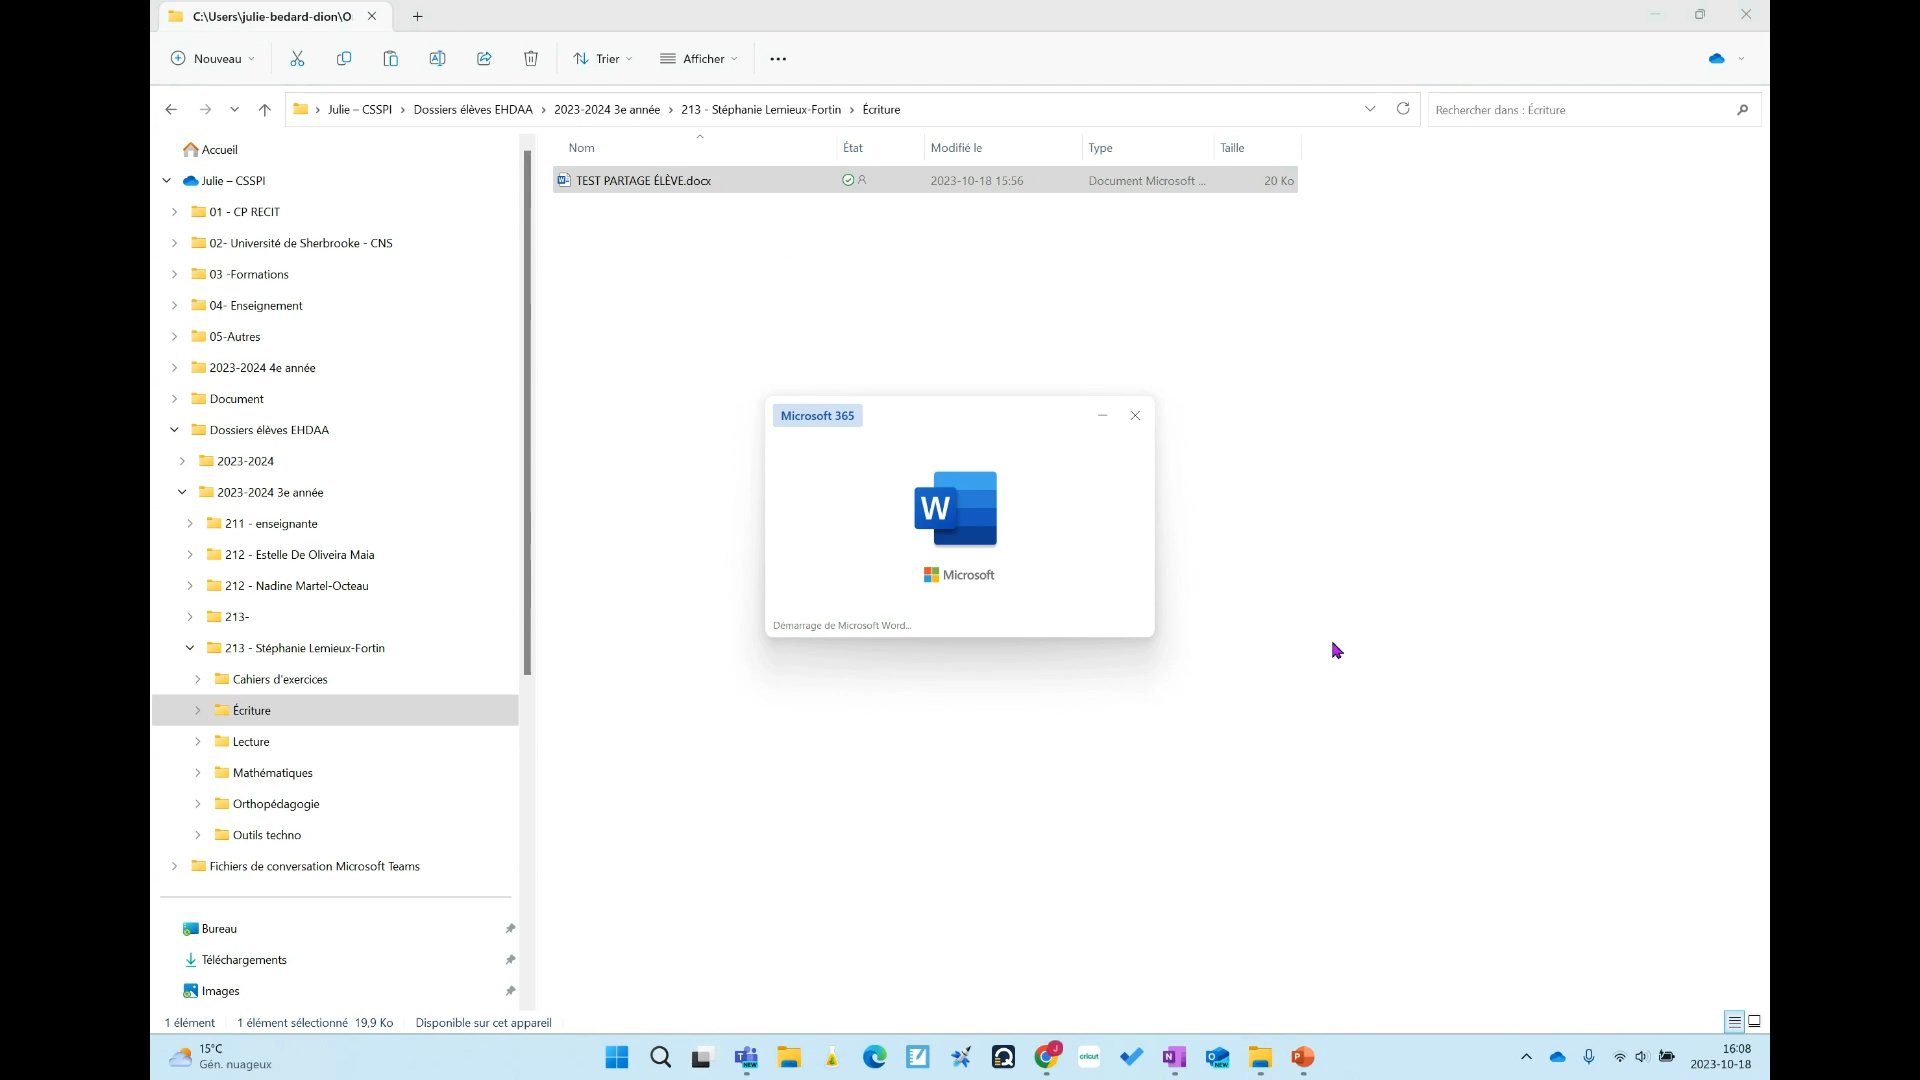 C:\Users\julie-bedard-dion\O
Nouveau
Trier
Afficher
Julie – CSSPI > Dossiers élèves EHDAA > 2023-2024 3e année > 213 - Stéphanie Lemieux-Fortin > Écriture
Rechercher dans : Écriture
Accueil
Julie – CSSPI
01 - CP RECIT
02- Université de Sherbrooke - CNS
03 -Formations
04- Enseignement
05-Autres
2023-2024 4e année
Document
Dossiers élèves EHDAA
2023-2024
2023-2024 3e année
211 - enseignante
212 - Estelle De Oliveira Maia
212 - Nadine Martel-Octeau
213-
213 - Stéphanie Lemieux-Fortin
Cahiers d'exercices
Écriture
Lecture
Mathématiques
Orthopédagogie
Outils techno
Fichiers de conversation Microsoft Teams
Bureau
Téléchargements
Images
Nom État Modifié le Type Taille
TEST PARTAGE ÉLÈVE.docx 2023-10-18 15:56 Document Microsoft ... 20 Ko
Microsoft 365
W
Microsoft
Démarrage de Microsoft Word...
1 élément 1 élément sélectionné 19,9 Ko Disponible sur cet appareil
15°C
Gén. nuageux
NEW
J
cricut
N
NEW
P
16:08
2023-10-18